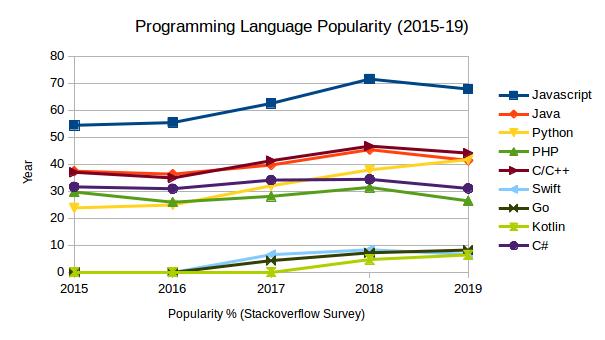 Programming Language Popularity (2015-19)
80
70
60
50
40
30
20
10
0
Year
2015 2016 2017 2018 2019
Popularity % (Stackoverflow Survey)
Javascript
Java
Python
PHP
C/C++
Swift
Go
Kotlin
C#